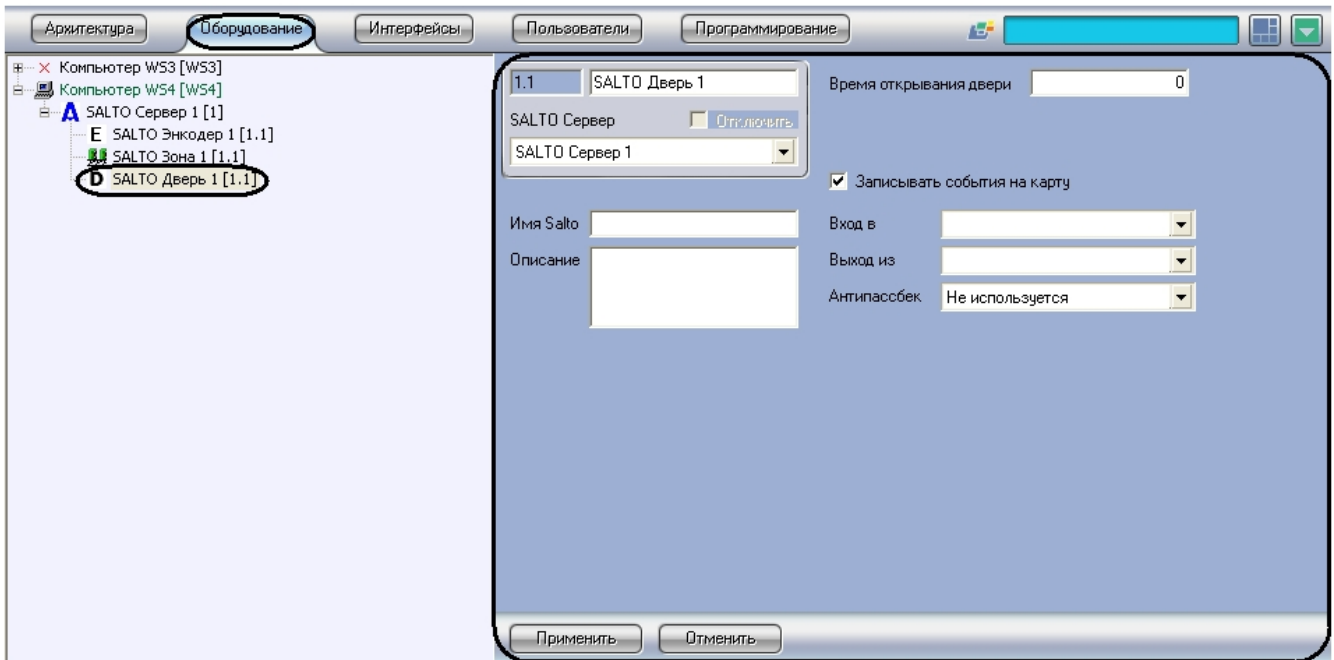 Архитектура Оборудование Интерфейсы Пользователи Программирование
Компьютер WS3 [WS3]
Компьютер WS4 [WS4]
SALTO Сервер 1 [1]
E SALTO Энкодер 1 [1.1]
SALTO Зона 1 [1.1]
D SALTO Дверь 1 [1.1]
1.1 SALTO Дверь 1
SALTO Сервер Отключить
SALTO Сервер 1
Имя Salto
Описание
Время открывания двери 0
Записывать события на карту
Вход в
Выход из
Антипассбек Не используется
Применить Отменить